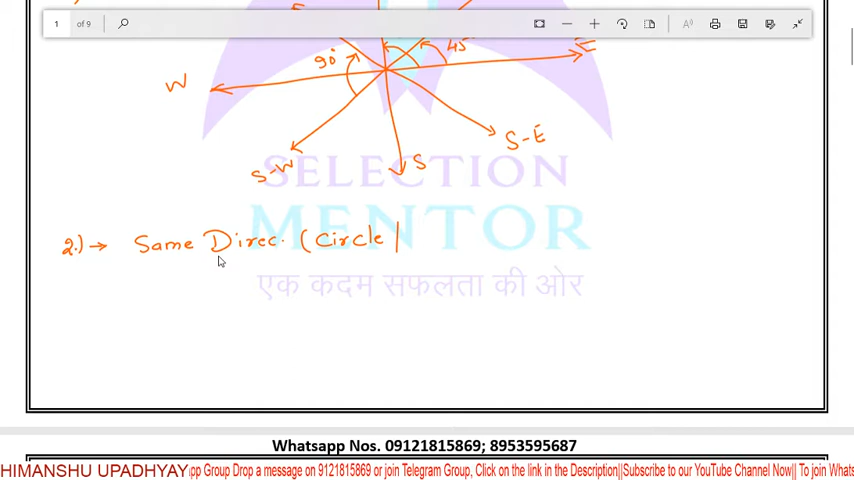 1 of 9
45
E
90°
W
S-E
S-W
S
SELECTION
MENTOR
2.) → Same Direc. (Circle |
एक कदम सफलता की ओर
Whatsapp Nos. 09121815869; 8953595687
HIMANSHU UPADHYAY pp Group Drop a message on 9121815869 or join Telegram Group, Click on the link in the Description||Subscribe to our YouTube Channel Now|| To join Whats